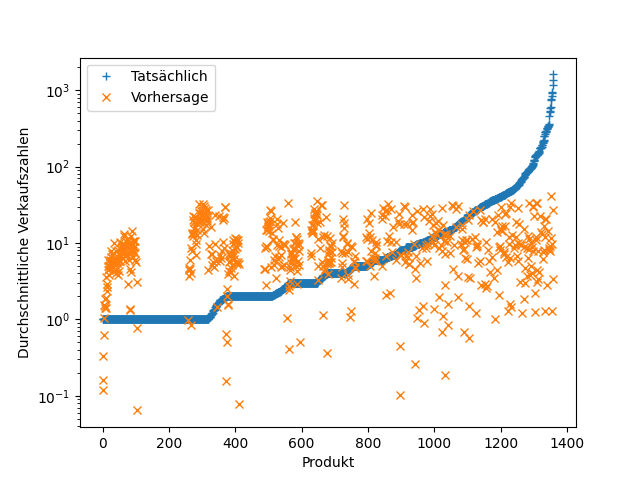 Durchschnittliche Verkaufszahlen
10³
10²
10¹
10⁰
10⁻¹
Tatsächlich
Vorhersage
0 200 400 600 800 1000 1200 1400
Produkt